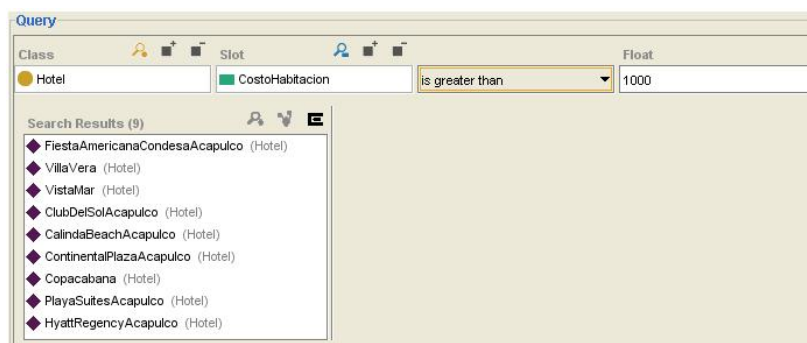 Query
Class Slot Float
Hotel CostoHabitacion is greater than 1000
Search Results (9)
FiestaAmericanaCondesaAcapulco (Hotel)
VillaVera (Hotel)
VistaMar (Hotel)
ClubDelSolAcapulco (Hotel)
CalindaBeachAcapulco (Hotel)
ContinentalPlazaAcapulco (Hotel)
Copacabana (Hotel)
PlayaSuitesAcapulco (Hotel)
HyattRegencyAcapulco (Hotel)